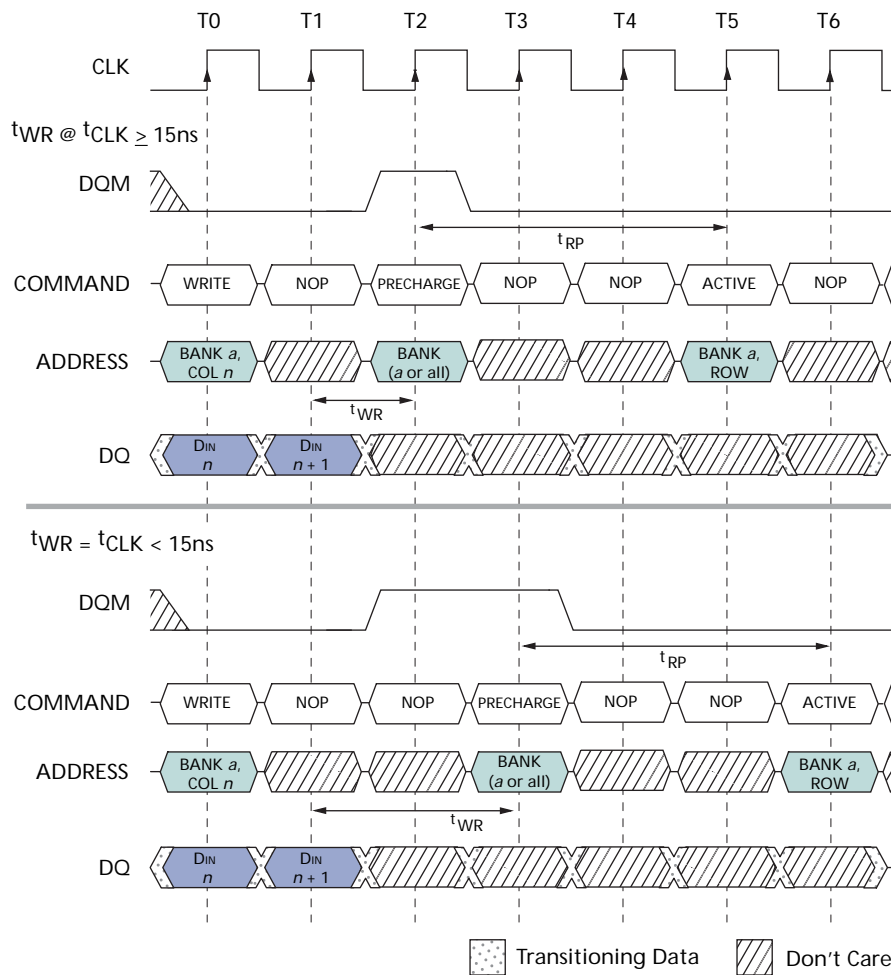 T0 T1 T2 T3 T4 T5 T6
CLK
tWR @ tCLK ≥ 15ns
DQM
tRP
COMMAND WRITE NOP PRECHARGE NOP NOP ACTIVE NOP
ADDRESS BANK a, COL n BANK (a or all) BANK a, ROW
tWR
DQ DIN n DIN n + 1
tWR = tCLK < 15ns
DQM
tRP
COMMAND WRITE NOP NOP PRECHARGE NOP NOP ACTIVE
ADDRESS BANK a, COL n BANK (a or all) BANK a, ROW
tWR
DQ DIN n DIN n + 1
Transitioning Data Don't Care